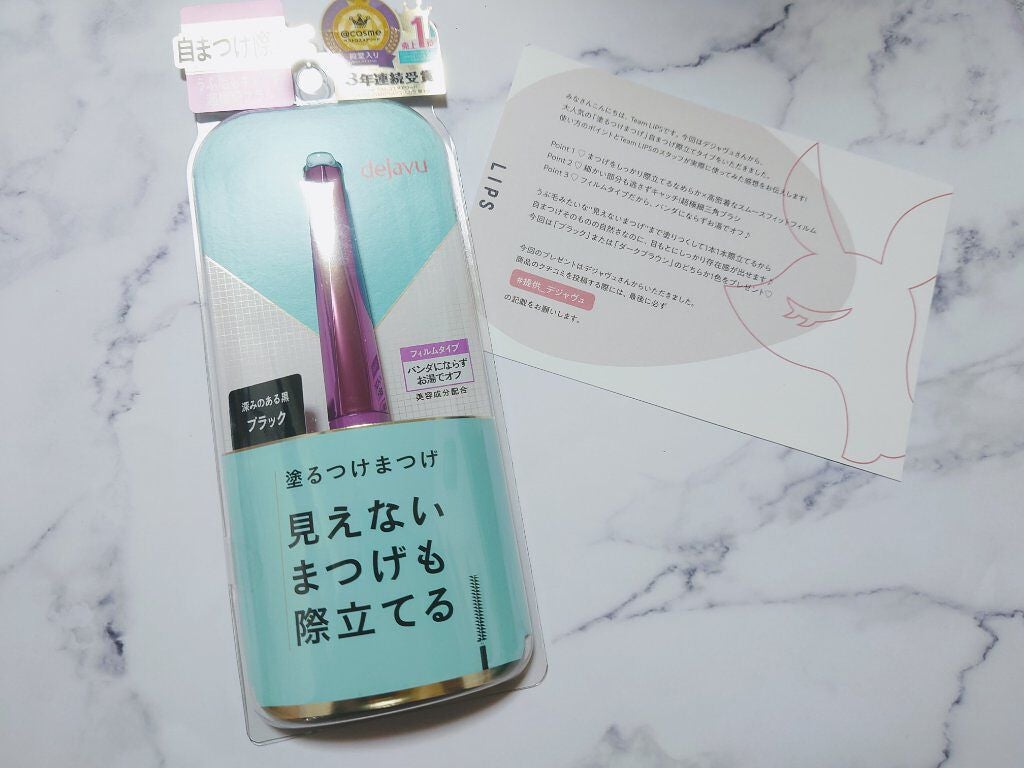 自まつげ際
@cosme
殿堂入り
1
売上
8年連続受賞
dejavu
フィルムタイプ
パンダにならず
お湯でオフ
美容成分配合
深みのある黒
ブラック
塗るつけまつげ
見えない
まつげも
際立てる
LIPS
みなさんこんにちは、Team LIPSです。今回はデジャヴュさんから、
大人気の「塗るつけまつげ」自まつげ際立てタイプをいただきました。
使い方のポイントとTeam LIPSのスタッフが実際に使ってみた感想をお伝えします!
Point 1 ♡ まつげをしっかり際立てるなめらか×高密着なスムースフィットフィルム
Point 2 ♡ 細かい部分も逃さずキャッチ!超極細三角ブラシ
Point 3 ♡ フィルムタイプだから、パンダにならずお湯でオフ♪
うぶ毛みたいな"見えないまつげ"まで塗りつくして1本1本際立てるから
自まつげそのものの自然さなのに、目もとにしっかり存在感が出せます♪
今回は「ブラック」または「ダークブラウン」のどちらか1色をプレゼント♡
今回のプレゼントはデジャヴュさんからいただきました。
商品のクチコミを投稿する際には、最後に必ず
#提供_デジャヴュ
の記載をお願いします。